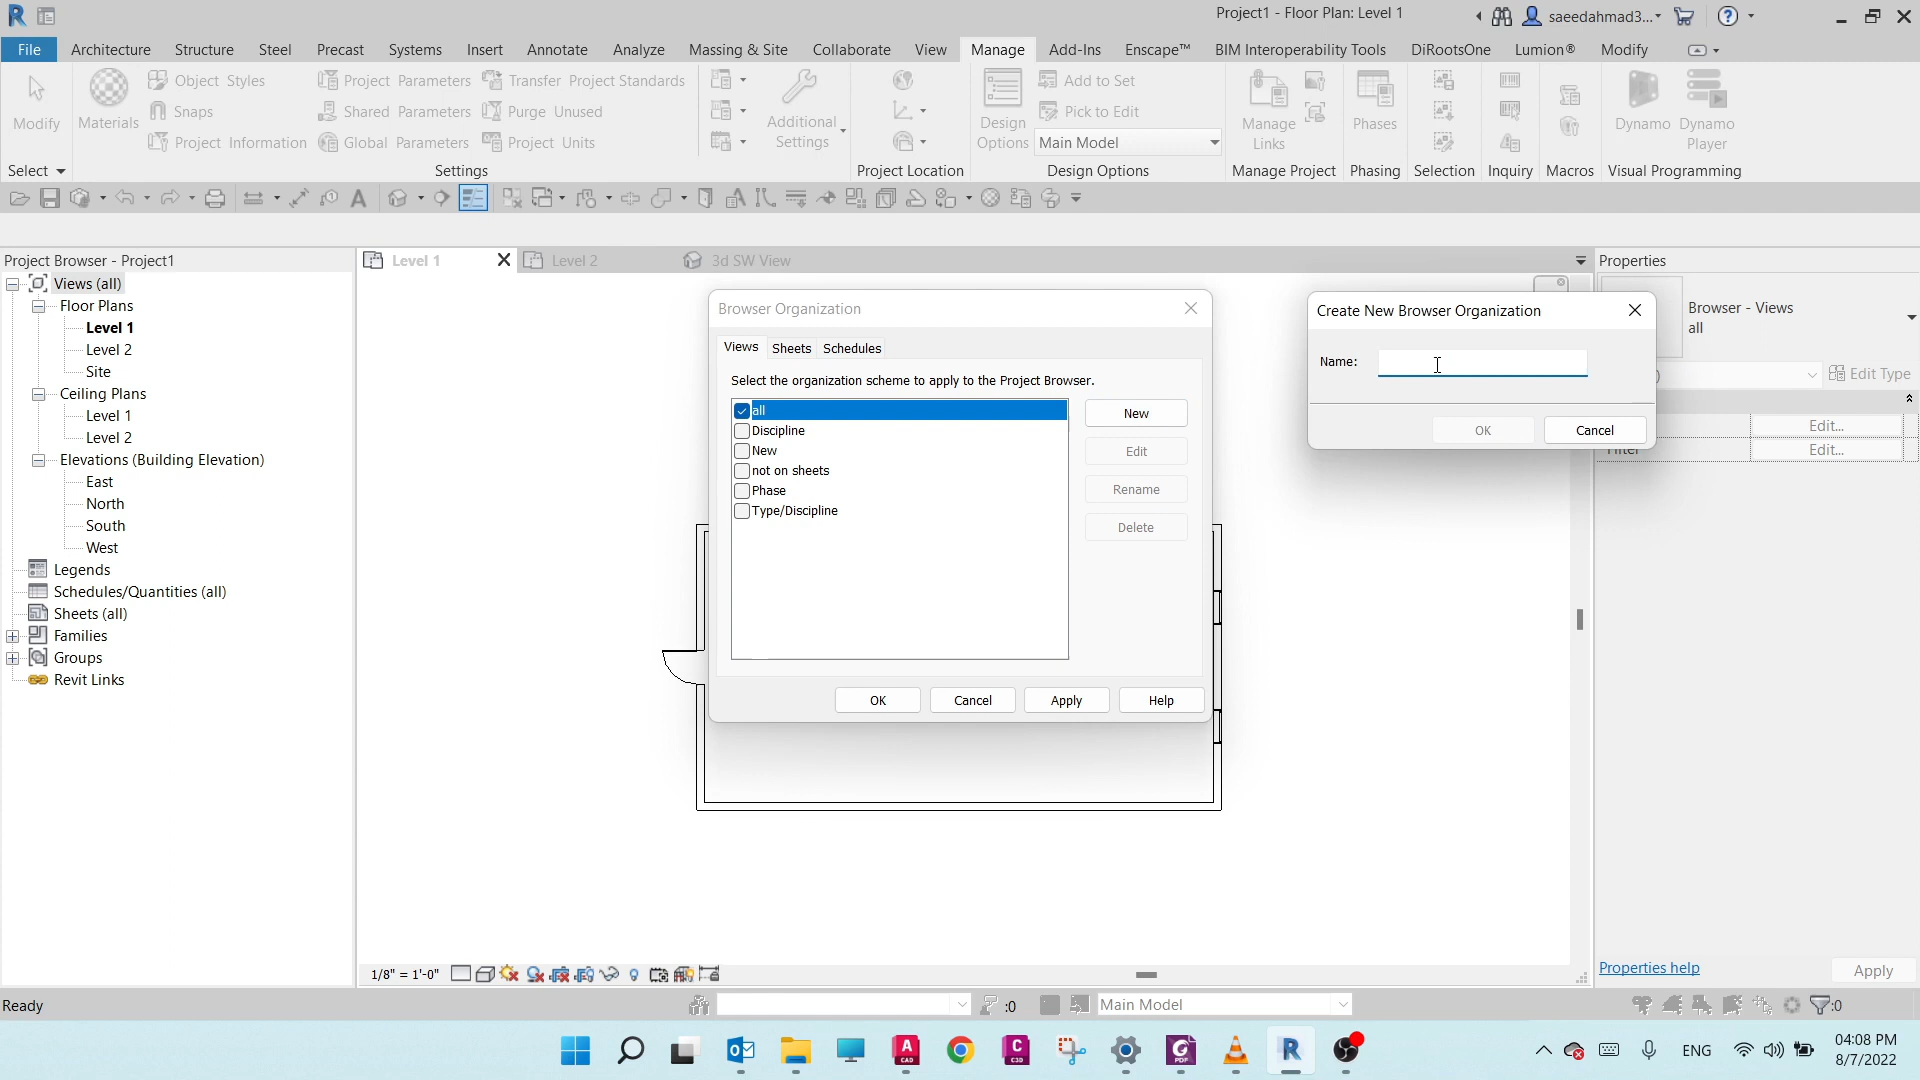 Project1 - Floor Plan: Level 1
saeedahmad3...
File
Architecture
Structure
Steel
Precast
Systems
Insert
Annotate
Analyze
Massing & Site
Collaborate
View
Manage
Add-Ins
Enscape™
BIM Interoperability Tools
DiRootsOne
Lumion®
Modify
Modify
Materials
Object Styles
Snaps
Project Information
Project Parameters
Shared Parameters
Global Parameters
Transfer Project Standards
Purge Unused
Project Units
Additional
Settings
Design
Options
Add to Set
Pick to Edit
Main Model
Manage
Links
Phases
Dynamo
Dynamo
Player
Select
Settings
Project Location
Design Options
Manage Project
Phasing
Selection
Inquiry
Macros
Visual Programming
Project Browser - Project1
Views (all)
Floor Plans
Level 1
Level 2
Site
Ceiling Plans
Level 1
Level 2
Elevations (Building Elevation)
East
North
South
West
Legends
Schedules/Quantities (all)
Sheets (all)
Families
Groups
Revit Links
Level 1
Level 2
3d SW View
Browser Organization
Views
Sheets
Schedules
Select the organization scheme to apply to the Project Browser.
all
Discipline
New
not on sheets
Phase
Type/Discipline
New
Edit
Rename
Delete
OK
Cancel
Apply
Help
Create New Browser Organization
Name:
OK
Cancel
Properties
Browser - Views
all
)
Edit Type
Edit...
Filter
Edit...
Properties help
Apply
1/8" = 1'-0"
Ready
:0
Main Model
:0
ENG
04:08 PM
8/7/2022